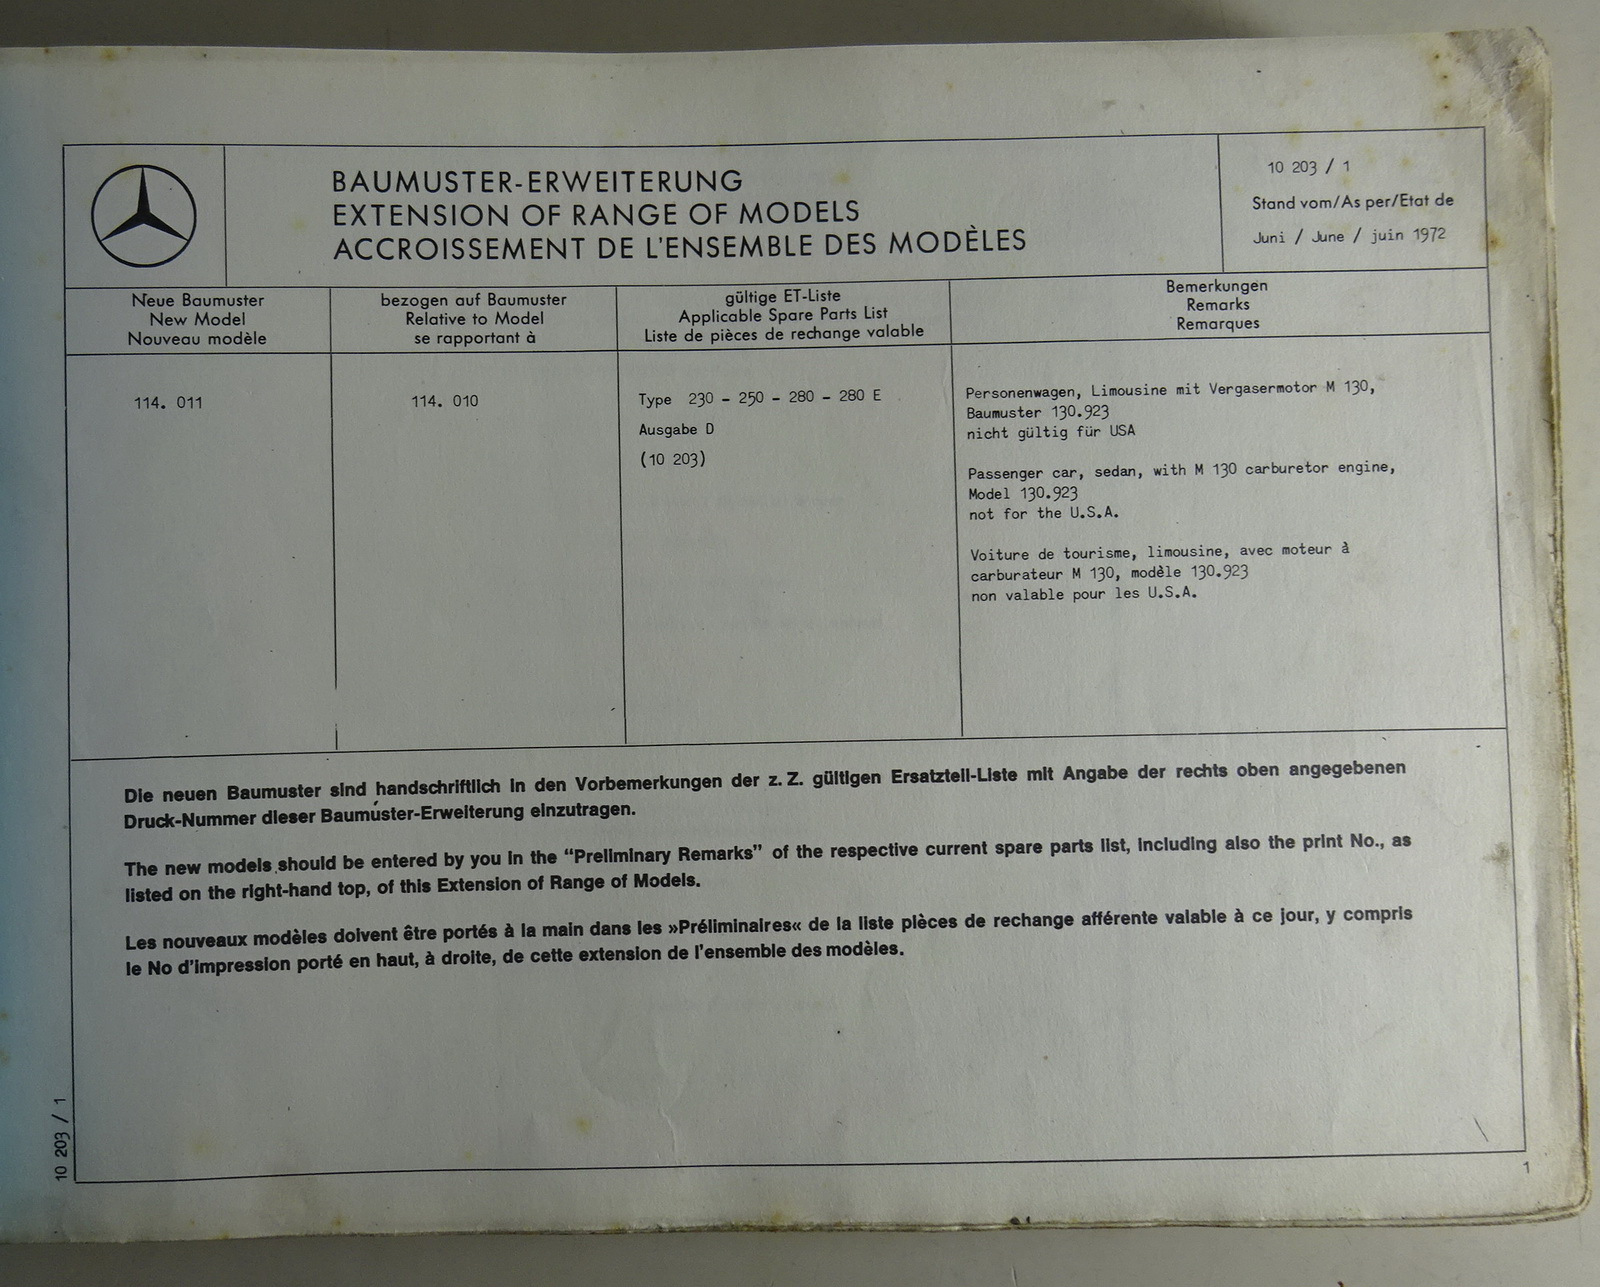 BAUMUSTER-ERWEITERUNG
EXTENSION OF RANGE OF MODELS
ACCROISSEMENT DE L'ENSEMBLE DES MODÈLES
10 203 / 1
Stand vom/As per/Etat de
Juni / June / juin 1972
Neue Baumuster
New Model
Nouveau modèle
bezogen auf Baumuster
Relative to Model
se rapportant à
gültige ET-Liste
Applicable Spare Parts List
Liste de pièces de rechange valable
Bemerkungen
Remarks
Remarques
114. 011
114. 010
Type 230 - 250 - 280 - 280 E
Ausgabe D
(10 203)
Personenwagen, Limousine mit Vergasermotor M 130,
Baumuster 130.923
nicht gültig für USA
Passenger car, sedan, with M 130 carburetor engine,
Model 130.923
not for the U.S.A.
Voiture de tourisme, limousine, avec moteur à
carburateur M 130, modèle 130.923
non valable pour les U.S.A.
Die neuen Baumuster sind handschriftlich in den Vorbemerkungen der z. Z. gültigen Ersatzteil-Liste mit Angabe der rechts oben angegebenen
Druck-Nummer dieser Baumuster-Erweiterung einzutragen.
The new models should be entered by you in the “Preliminary Remarks” of the respective current spare parts list, including also the print No., as
listed on the right-hand top, of this Extension of Range of Models.
Les nouveaux modèles doivent être portés à la main dans les »Préliminaires« de la liste pièces de rechange afférente valable à ce jour, y compris
le No d'impression porté en haut, à droite, de cette extension de l'ensemble des modèles.
10 203 / 1
1